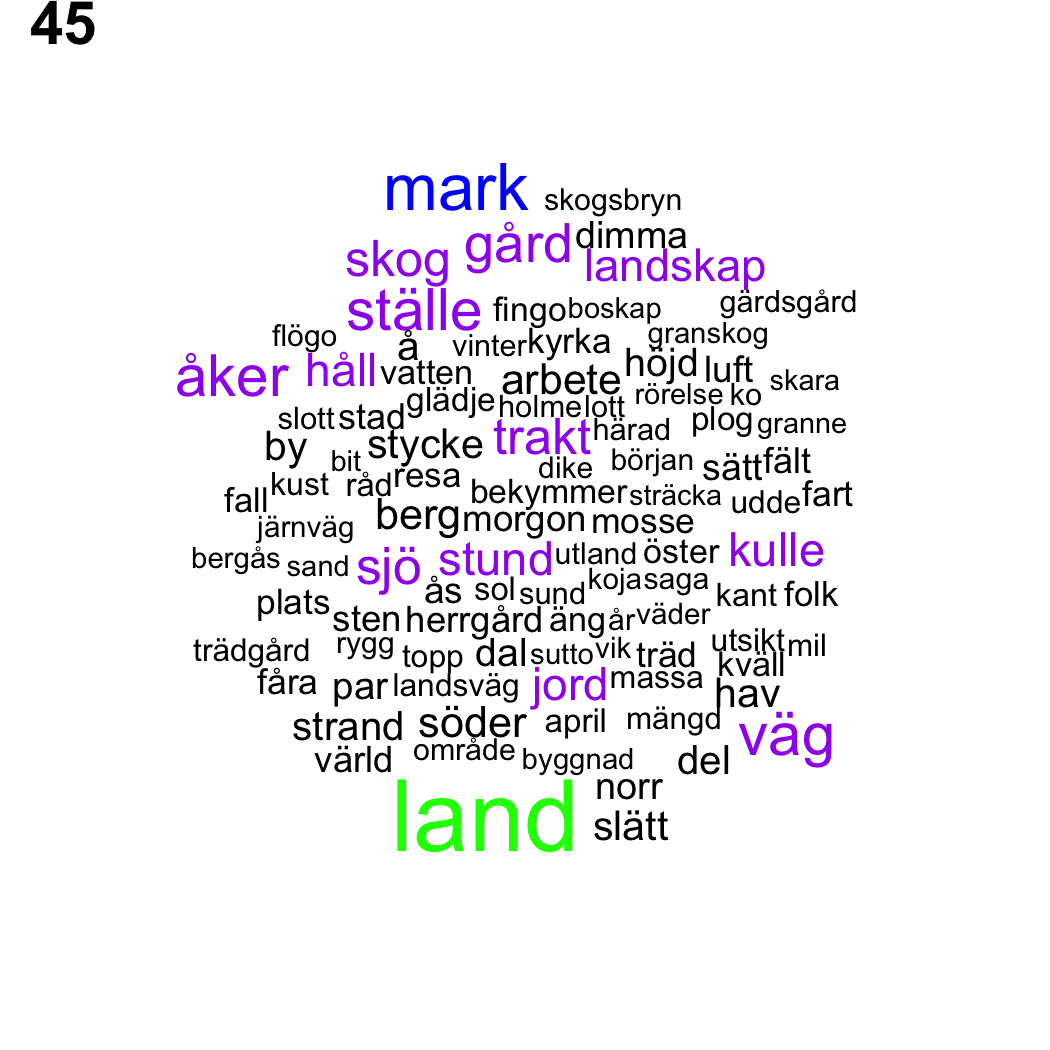 45
mark skogsbryn
skog gård dimma
landskap
ställe fingo boskap gärdsgård
flögo å vinter kyrka granskog
åker håll vatten arbete höjd luft skara
glädje holme lott rörelse ko
slott stad trakt härad plog granne
by bit stycke dike början sätt fält
fall kust råd resa bekymmer sträcka udde fart
järnväg berg morgon mosse
bergås sand sjö stund utland öster kulle
ås sol sund koja saga kant folk
plats sten herrgård äng år väder
trädgård rygg topp dal sutto vik träd utsikt mil
kväll
fåra par landsväg jord massa hav
strand söder april mängd väg
värld område byggnad del
land norr
slätt